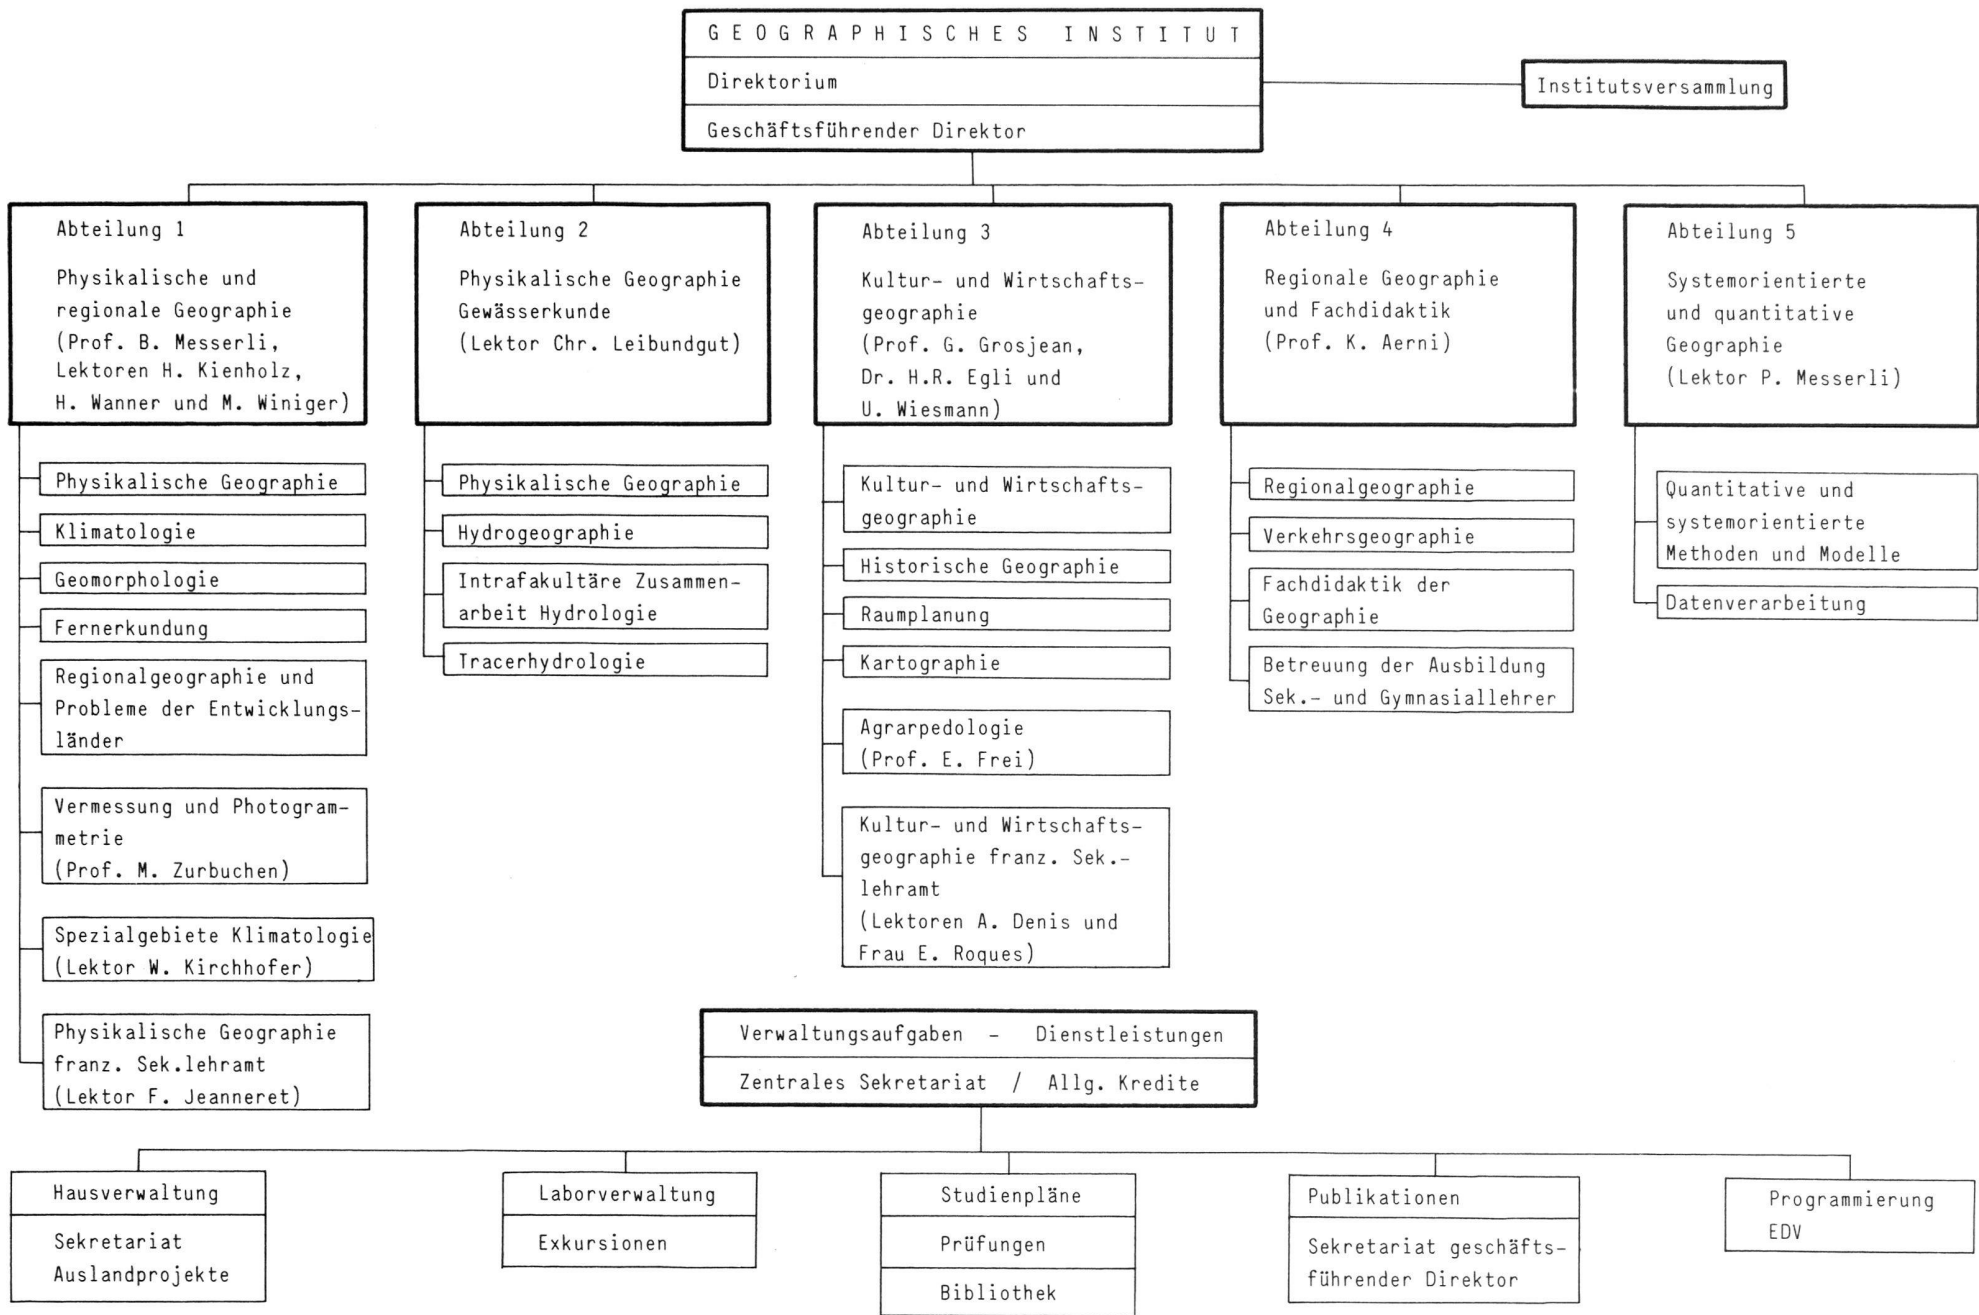 GEOGRAPHISCHES INSTITUT
Direktorium
Geschäftsführender Direktor
Institutsversammlung
Abteilung 1
Physikalische und
regionale Geographie
(Prof. B. Messerli,
Lektoren H. Kienholz,
H. Wanner und M. Winiger)
Physikalische Geographie
Klimatologie
Geomorphologie
Fernerkundung
Regionalgeographie und
Probleme der Entwicklungs-
länder
Vermessung und Photogram-
metrie
(Prof. M. Zurbuchen)
Spezialgebiete Klimatologie
(Lektor W. Kirchhofer)
Physikalische Geographie
franz. Sek.lehramt
(Lektor F. Jeanneret)
Abteilung 2
Physikalische Geographie
Gewässerkunde
(Lektor Chr. Leibundgut)
Physikalische Geographie
Hydrogeographie
Intrafakultäre Zusammen-
arbeit Hydrologie
Tracerhydrologie
Abteilung 3
Kultur- und Wirtschafts-
geographie
(Prof. G. Grosjean,
Dr. H.R. Egli und
U. Wiesmann)
Kultur- und Wirtschafts-
geographie
Historische Geographie
Raumplanung
Kartographie
Agrarpedologie
(Prof. E. Frei)
Kultur- und Wirtschafts-
geographie franz. Sek.-
lehramt
(Lektoren A. Denis und
Frau E. Roques)
Abteilung 4
Regionale Geographie
und Fachdidaktik
(Prof. K. Aerni)
Regionalgeographie
Verkehrsgeographie
Fachdidaktik der
Geographie
Betreuung der Ausbildung
Sek.- und Gymnasiallehrer
Abteilung 5
Systemorientierte
und quantitative
Geographie
(Lektor P. Messerli)
Quantitative und
systemorientierte
Methoden und Modelle
Datenverarbeitung
Verwaltungsaufgaben - Dienstleistungen
Zentrales Sekretariat / Allg. Kredite
Hausverwaltung
Sekretariat
Auslandprojekte
Laborverwaltung
Exkursionen
Studienpläne
Prüfungen
Bibliothek
Publikationen
Sekretariat geschäfts-
führender Direktor
Programmierung
EDV